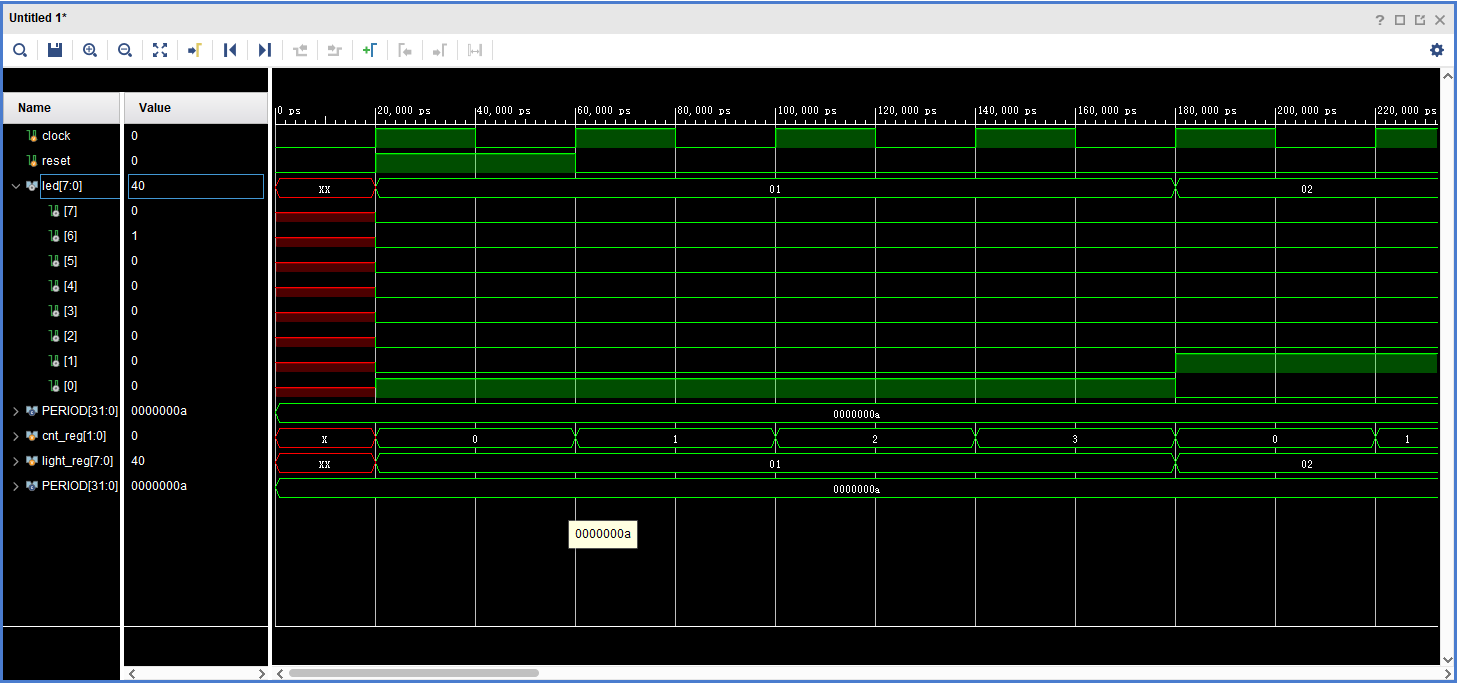 Untitled 1*
?
0 ps 20,000 ps 40,000 ps 60,000 ps 80,000 ps 100,000 ps 120,000 ps 140,000 ps 160,000 ps 180,000 ps 200,000 ps 220,000 ps
Name Value
clock 0
reset 0
led[7:0] 40 XX 01 02
[7] 0
[6] 1
[5] 0
[4] 0
[3] 0
[2] 0
[1] 0
[0] 0
PERIOD[31:0] 0000000a 0000000a
cnt_reg[1:0] 0 X 0 1 2 3 0 1
light_reg[7:0] 40 XX 01 02
PERIOD[31:0] 0000000a 0000000a
0000000a